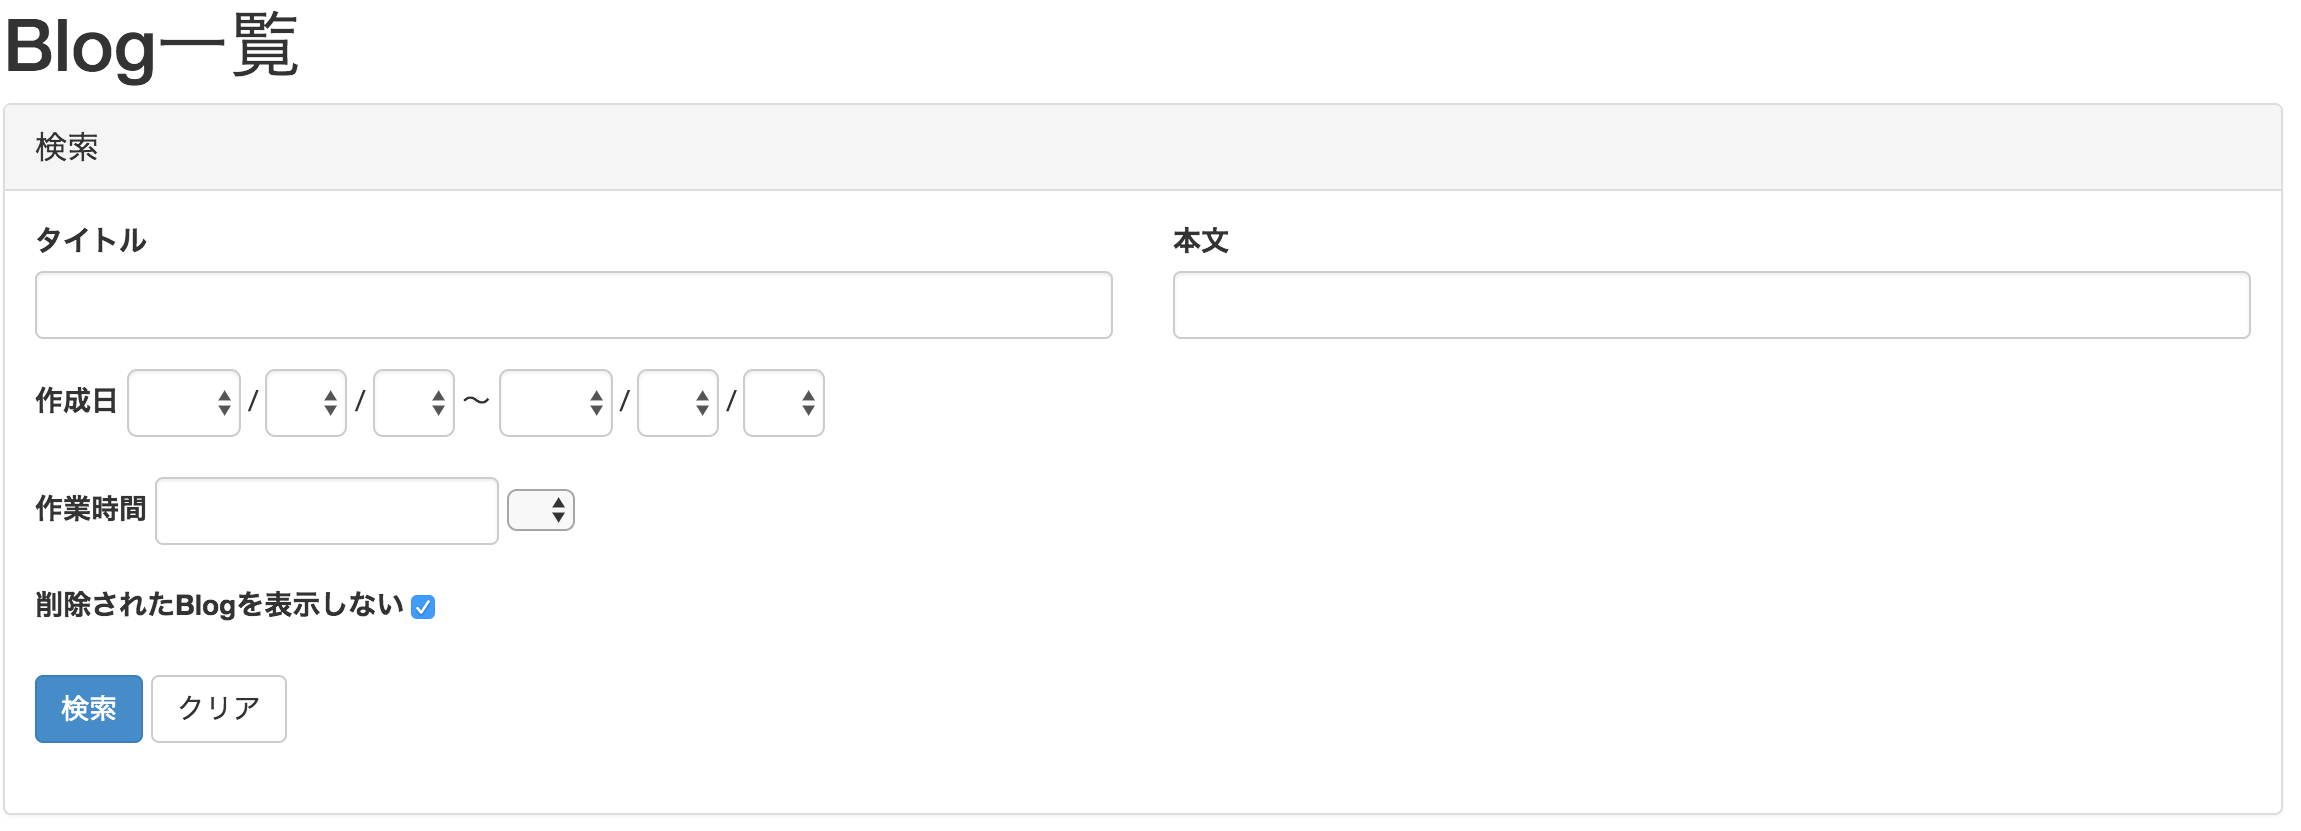 Blog一覧
検索
タイトル 本文
作成日 / / 〜 / /
作業時間
削除されたBlogを表示しない
検索 クリア